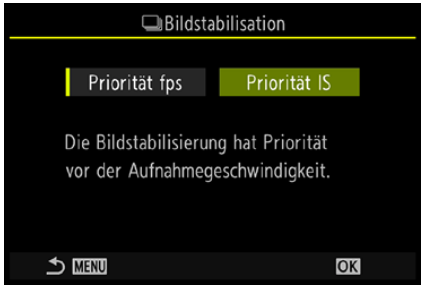 Bildstabilisation
Priorität fps Priorität IS
Die Bildstabilisierung hat Priorität
vor der Aufnahmegeschwindigkeit.
MENU OK